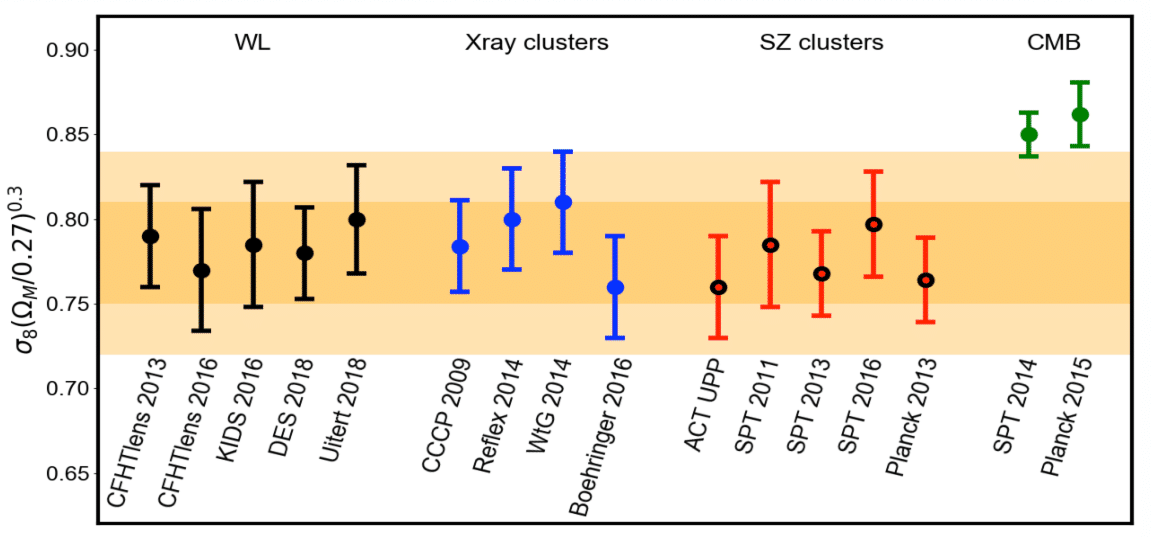 WL Xray clusters SZ clusters CMB
0.90
0.85
0.80
0.75
0.70
0.65
σ8(ΩM/0.27)^0.3
CFHTlens 2013
CFHTlens 2016
KIDS 2016
DES 2018
Uitert 2018
CCCP 2009
Reflex 2014
WtG 2014
Boehringer 2016
ACT UPP
SPT 2011
SPT 2013
SPT 2016
Planck 2013
SPT 2014
Planck 2015